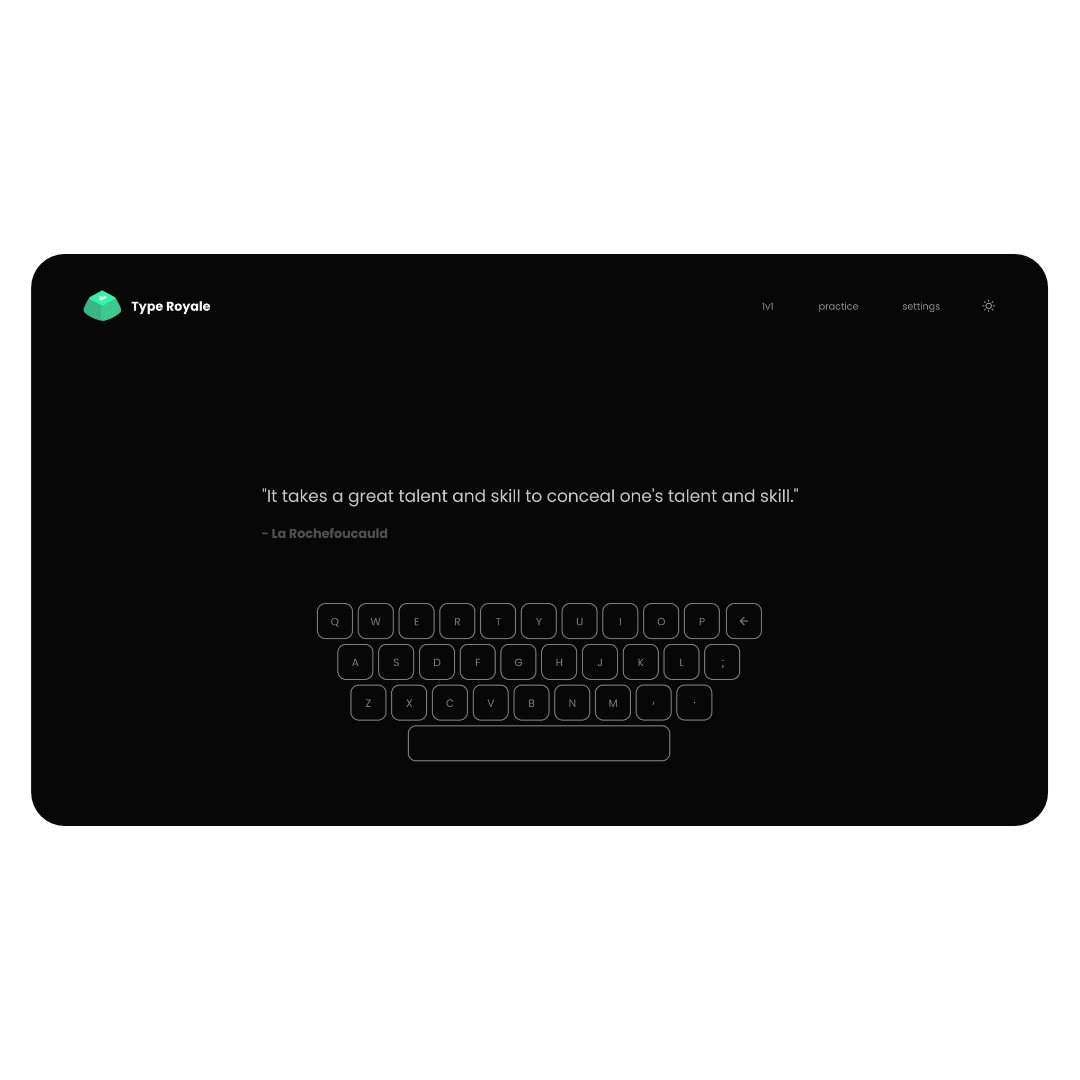 Type Royale
1v1 practice settings
"It takes a great talent and skill to conceal one's talent and skill."
- La Rochefoucauld
Q W E R T Y U I O P ←
A S D F G H J K L ;
Z X C V B N M , .